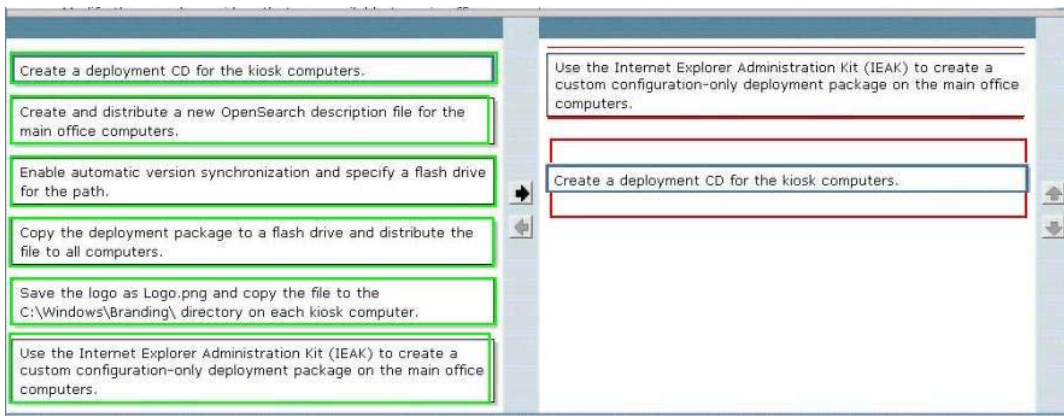 Create a deployment CD for the kiosk computers.
Create and distribute a new OpenSearch description file for the
main office computers.
Enable automatic version synchronization and specify a flash drive
for the path.
Copy the deployment package to a flash drive and distribute the
file to all computers.
Save the logo as Logo.png and copy the file to the
C:\Windows\Branding\ directory on each kiosk computer.
Use the Internet Explorer Administration Kit (IEAK) to create a
custom configuration-only deployment package on the main office
computers.
Use the Internet Explorer Administration Kit (IEAK) to create a
custom configuration-only deployment package on the main office
computers.
Create a deployment CD for the kiosk computers.